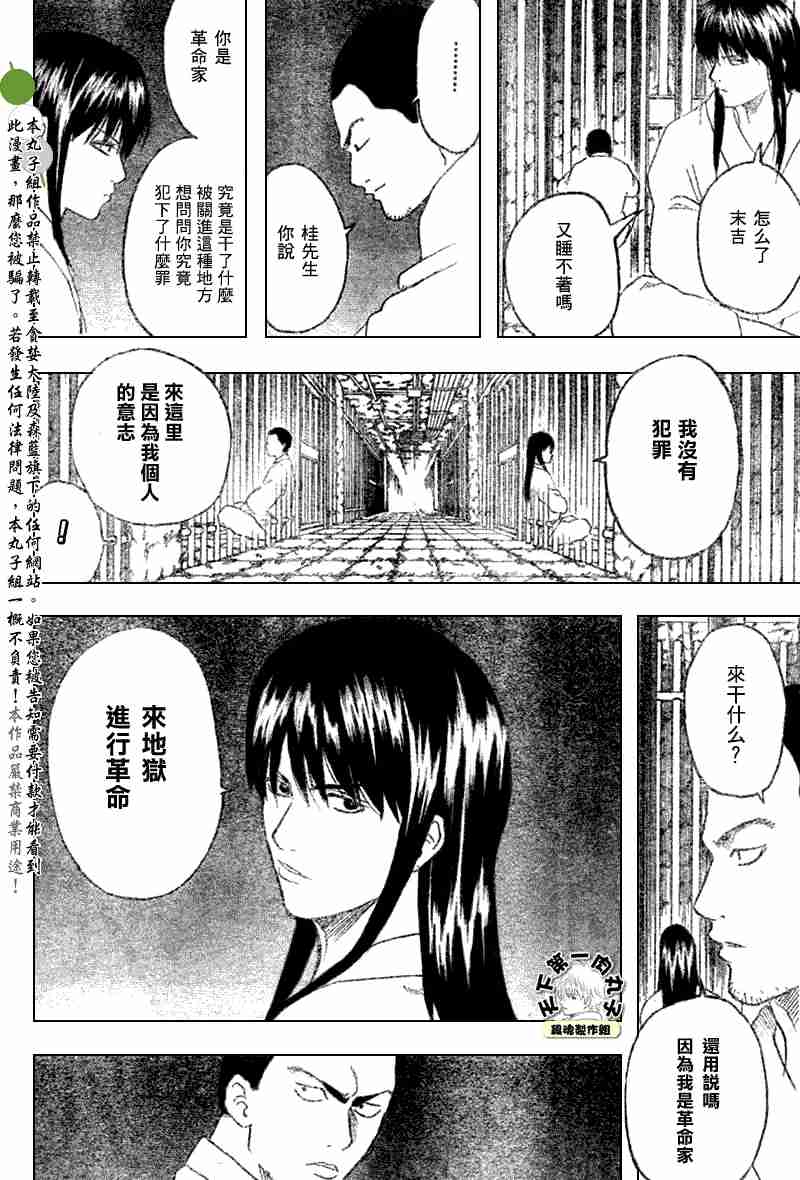 怎么了
末吉
又睡不著嗎
…………
桂先生
你說
你是
革命家
究竟是干了什麼
被關進這種地方
想問問你究竟
犯下了什麼罪
我沒有
犯罪
來這里
是因為我個人
的意志
！
來干什么？
還用説嗎
因為我是革命家
來地獄
進行革命
天下第一肉丸子
銀魂製作組
本丸子組作品禁止轉載至貪婪大陸及森藍旗下的任何網站。如果您被告知需要付款才能看到
此漫畫，那麼您被騙了。若發生任何法律問題，本丸子組一概不負責！本作品嚴禁商業用途！